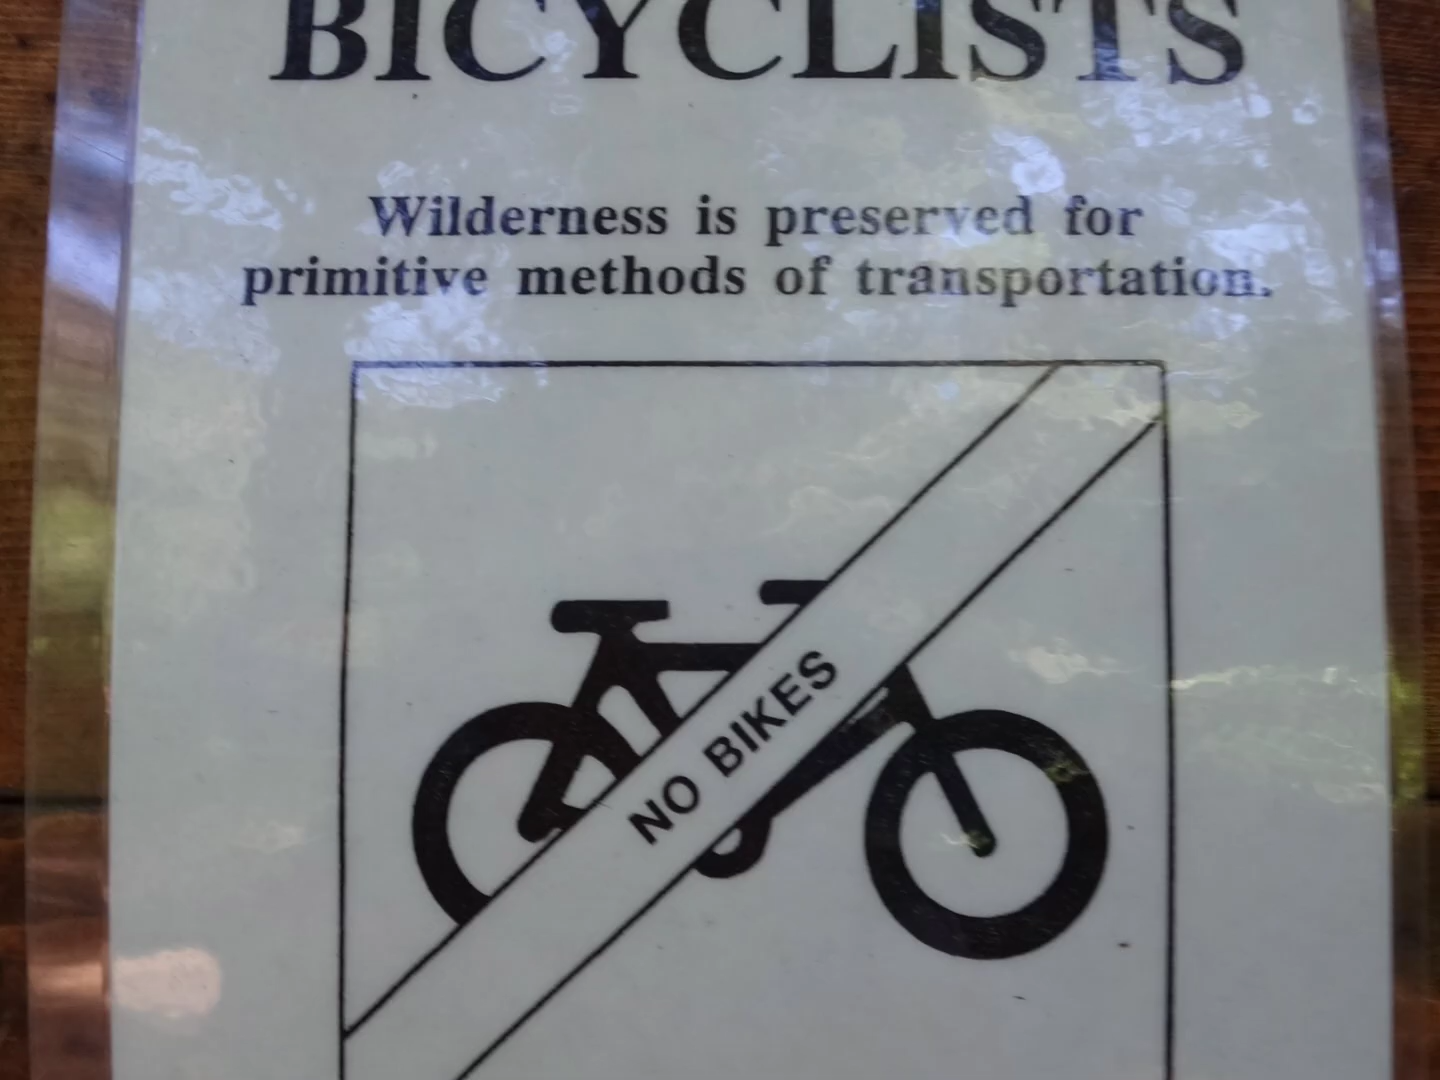 BICYCLISTS
Wilderness is preserved for
primitive methods of transportation.
NO BIKES